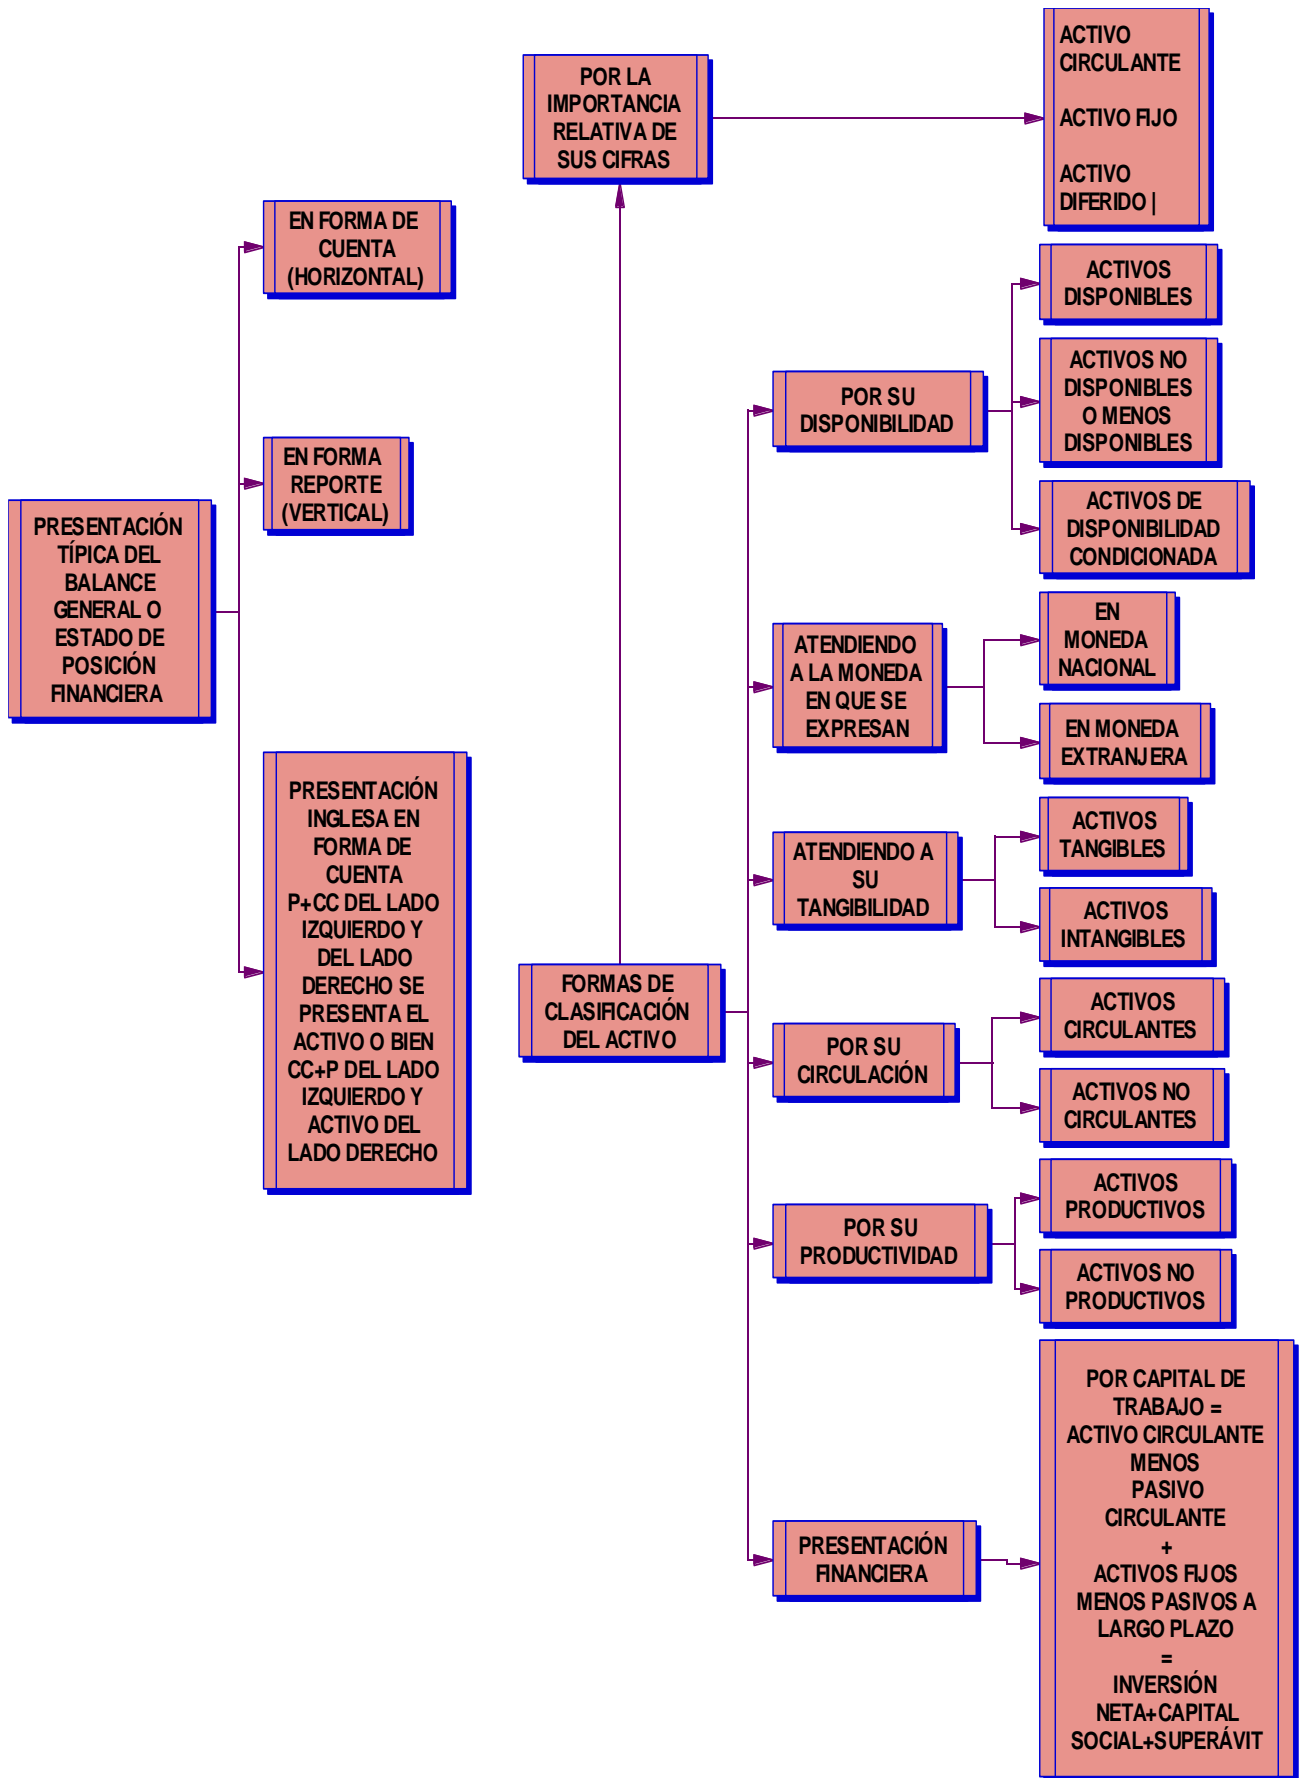 PRESENTACIÓN
TÍPICA DEL
BALANCE
GENERAL O
ESTADO DE
POSICIÓN
FINANCIERA
EN FORMA DE
CUENTA
(HORIZONTAL)
EN FORMA
REPORTE
(VERTICAL)
PRESENTACIÓN
INGLESA EN
FORMA DE
CUENTA
P+CC DEL LADO
IZQUIERDO Y
DEL LADO
DERECHO SE
PRESENTA EL
ACTIVO O BIEN
CC+P DEL LADO
IZQUIERDO Y
ACTIVO DEL
LADO DERECHO
FORMAS DE
CLASIFICACIÓN
DEL ACTIVO
POR LA
IMPORTANCIA
RELATIVA DE
SUS CIFRAS
ACTIVO
CIRCULANTE
ACTIVO FIJO
ACTIVO
DIFERIDO |
POR SU
DISPONIBILIDAD
ACTIVOS
DISPONIBLES
ACTIVOS NO
DISPONIBLES
O MENOS
DISPONIBLES
ACTIVOS DE
DISPONIBILIDAD
CONDICIONADA
ATENDIENDO
A LA MONEDA
EN QUE SE
EXPRESAN
EN
MONEDA
NACIONAL
EN MONEDA
EXTRANJERA
ATENDIENDO A
SU
TANGIBILIDAD
ACTIVOS
TANGIBLES
ACTIVOS
INTANGIBLES
POR SU
CIRCULACIÓN
ACTIVOS
CIRCULANTES
ACTIVOS NO
CIRCULANTES
POR SU
PRODUCTIVIDAD
ACTIVOS
PRODUCTIVOS
ACTIVOS NO
PRODUCTIVOS
PRESENTACIÓN
FINANCIERA
POR CAPITAL DE
TRABAJO =
ACTIVO CIRCULANTE
MENOS
PASIVO
CIRCULANTE
+
ACTIVOS FIJOS
MENOS PASIVOS A
LARGO PLAZO
=
INVERSIÓN
NETA+CAPITAL
SOCIAL+SUPERÁVIT